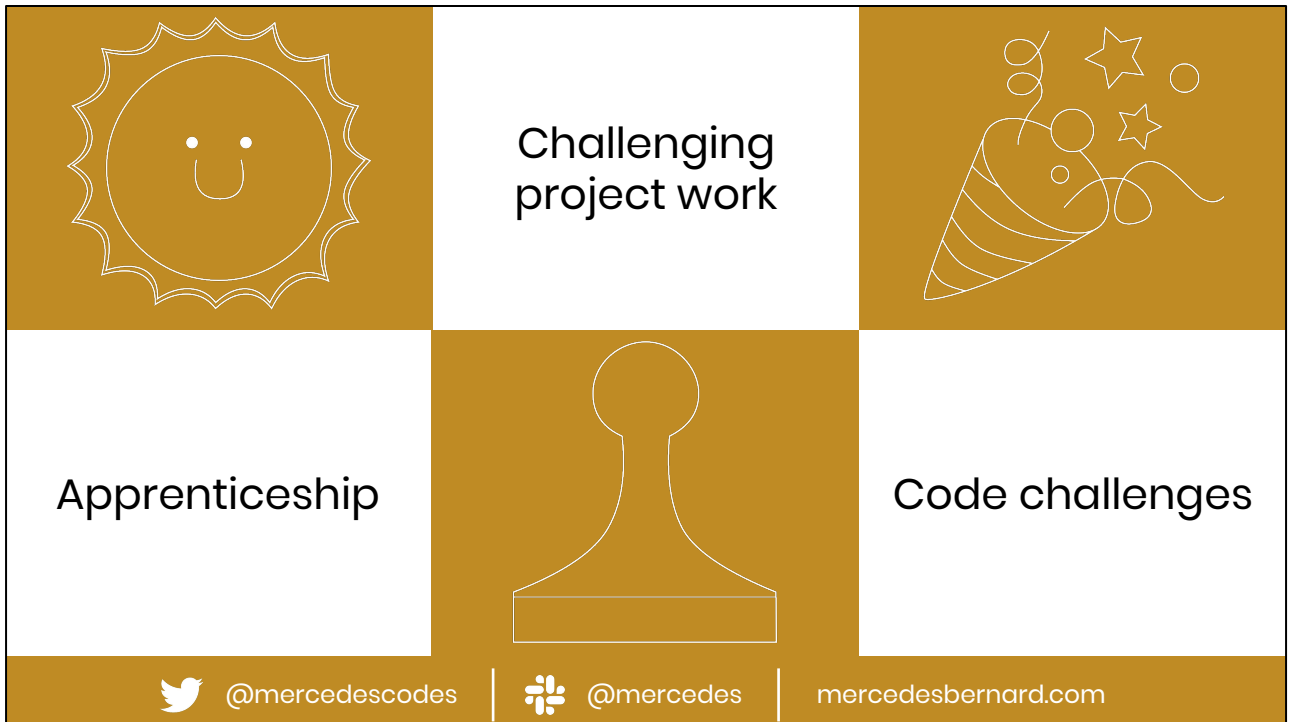 Challenging
project work
Apprenticeship
Code challenges
@mercedescodes
@mercedes
mercedesbernard.com